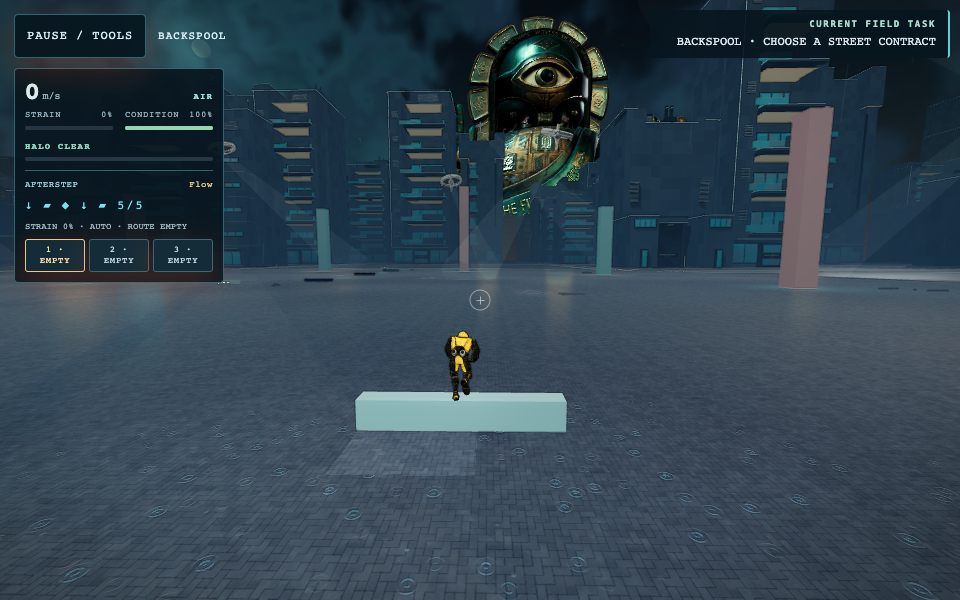 PAUSE / TOOLS
BACKSPOOL
CURRENT FIELD TASK
BACKSPOOL · CHOOSE A STREET CONTRACT
0 m/s
AIR
STRAIN 0%
CONDITION 100%
HALO CLEAR
AFTERSTEP
Flow
5/5
STRAIN 0% · AUTO · ROUTE EMPTY
1 · EMPTY
2 · EMPTY
3 · EMPTY